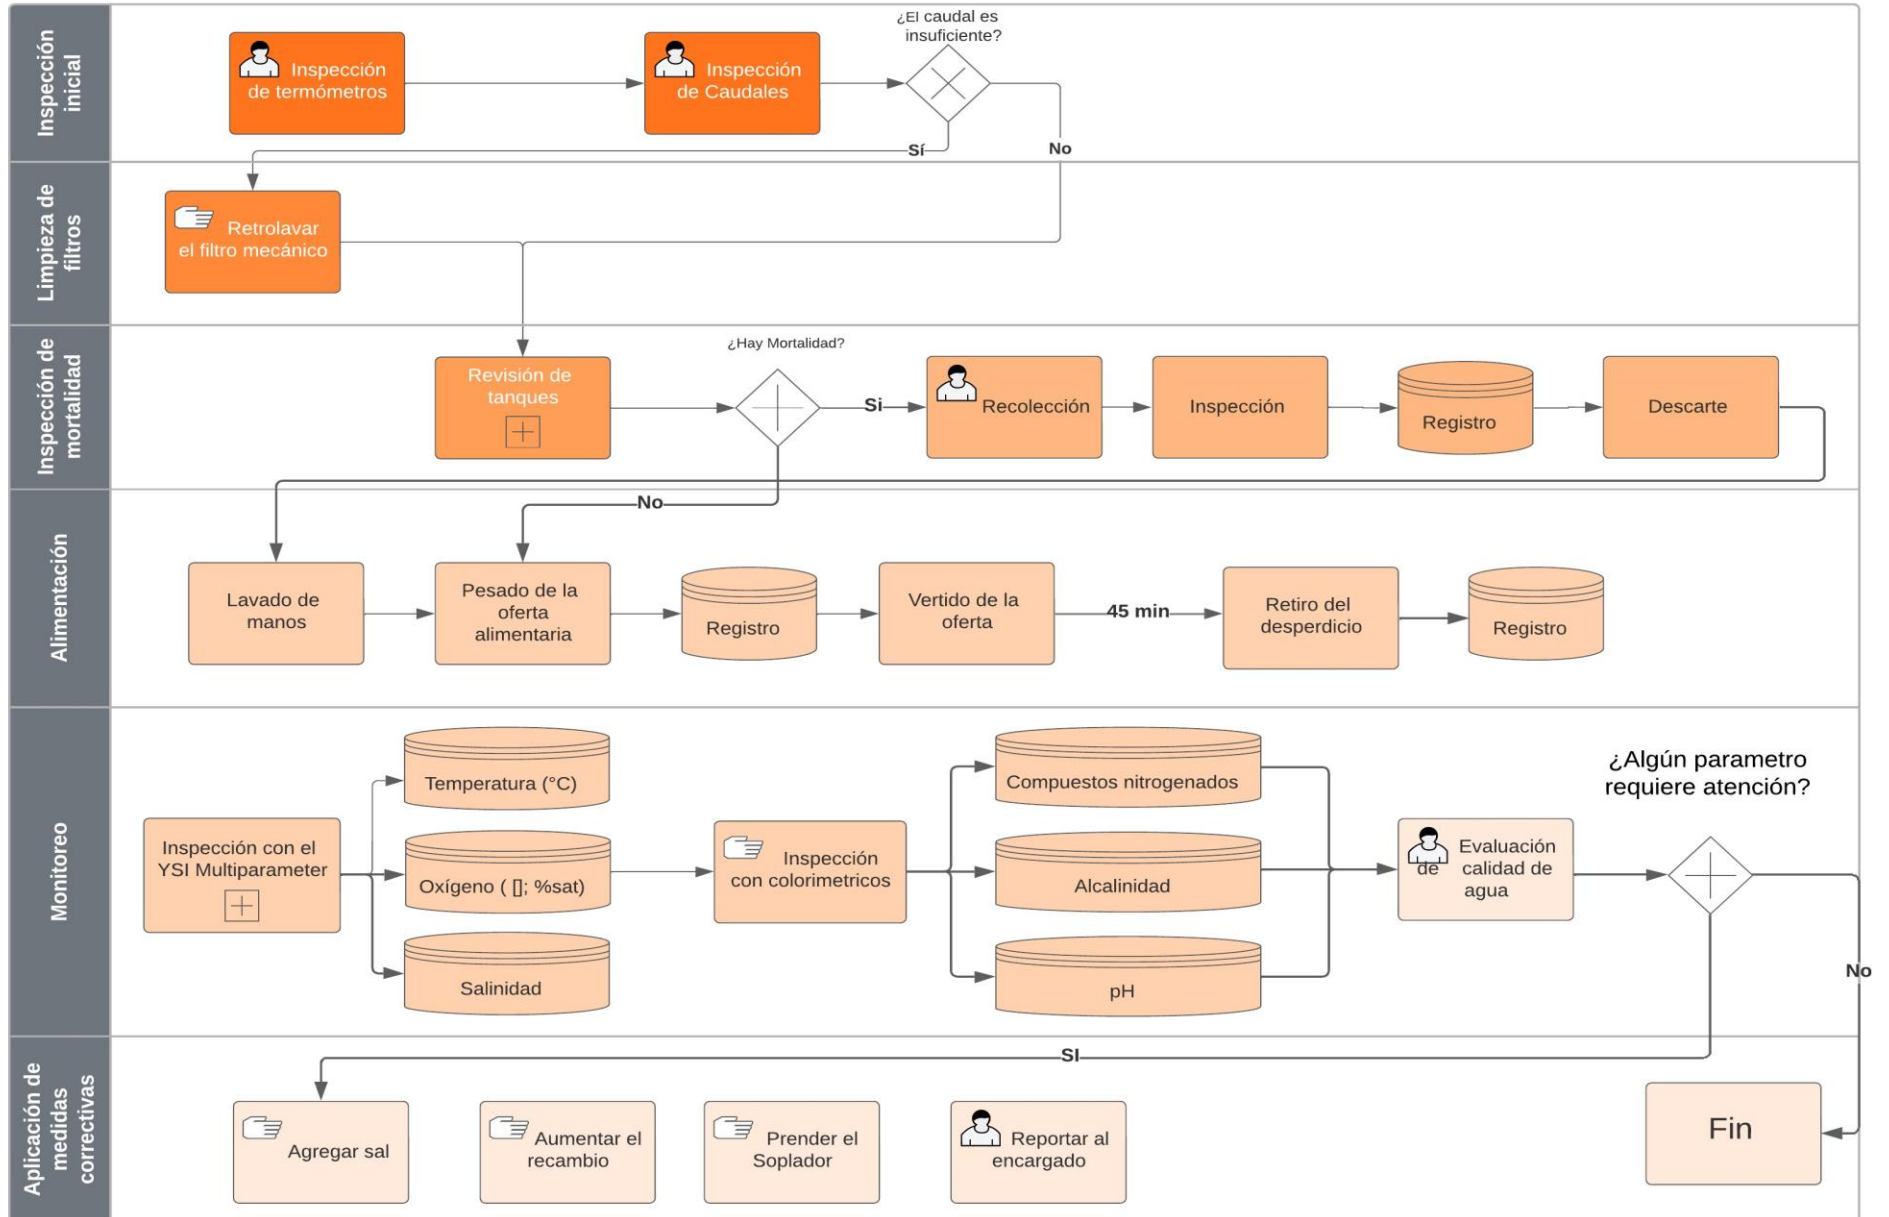 Inspección
inicial
¿El caudal es
insuficiente?
Inspección
de termómetros
Inspección
de Caudales
Sí
No
Limpieza de
filtros
Retrolavar
el filtro mecánico
Inspección de
mortalidad
Revisión de
tanques
¿Hay Mortalidad?
Si
Recolección
Inspección
Registro
Descarte
No
Alimentación
Lavado de
manos
Pesado de la
oferta
alimentaria
Registro
Vertido de la
oferta
45 min
Retiro del
desperdicio
Registro
Monitoreo
Inspección con el
YSI Multiparameter
Temperatura (°C)
Oxígeno ( []; %sat)
Salinidad
Inspección
con colorimetricos
Compuestos nitrogenados
Alcalinidad
pH
Evaluación
de calidad de
agua
¿Algún parametro
requiere atención?
No
SI
Aplicación de
medidas
correctivas
Agregar sal
Aumentar el
recambio
Prender el
Soplador
Reportar al
encargado
Fin